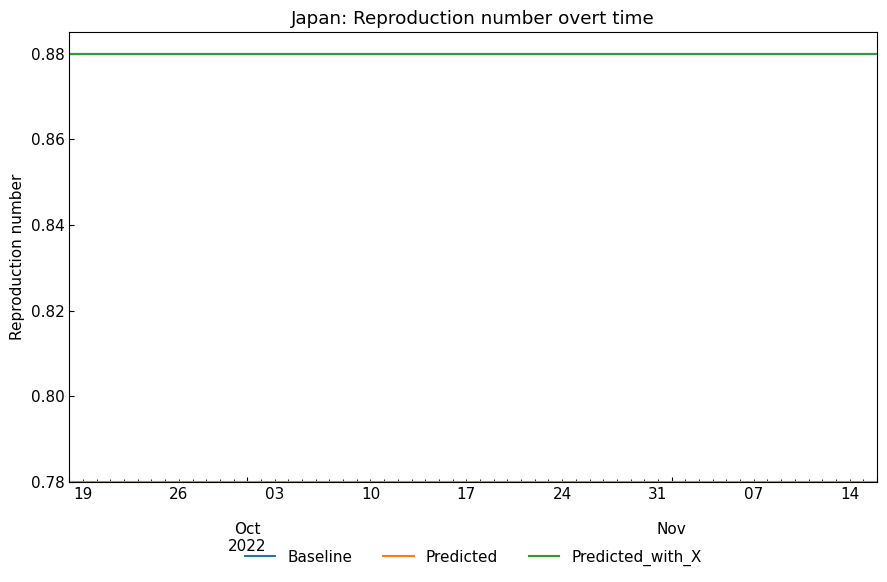 Japan: Reproduction number overt time
Reproduction number
0.88
0.86
0.84
0.82
0.80
0.78
19 26 03 10 17 24 31 07 14
Oct Nov
2022
Baseline Predicted Predicted_with_X